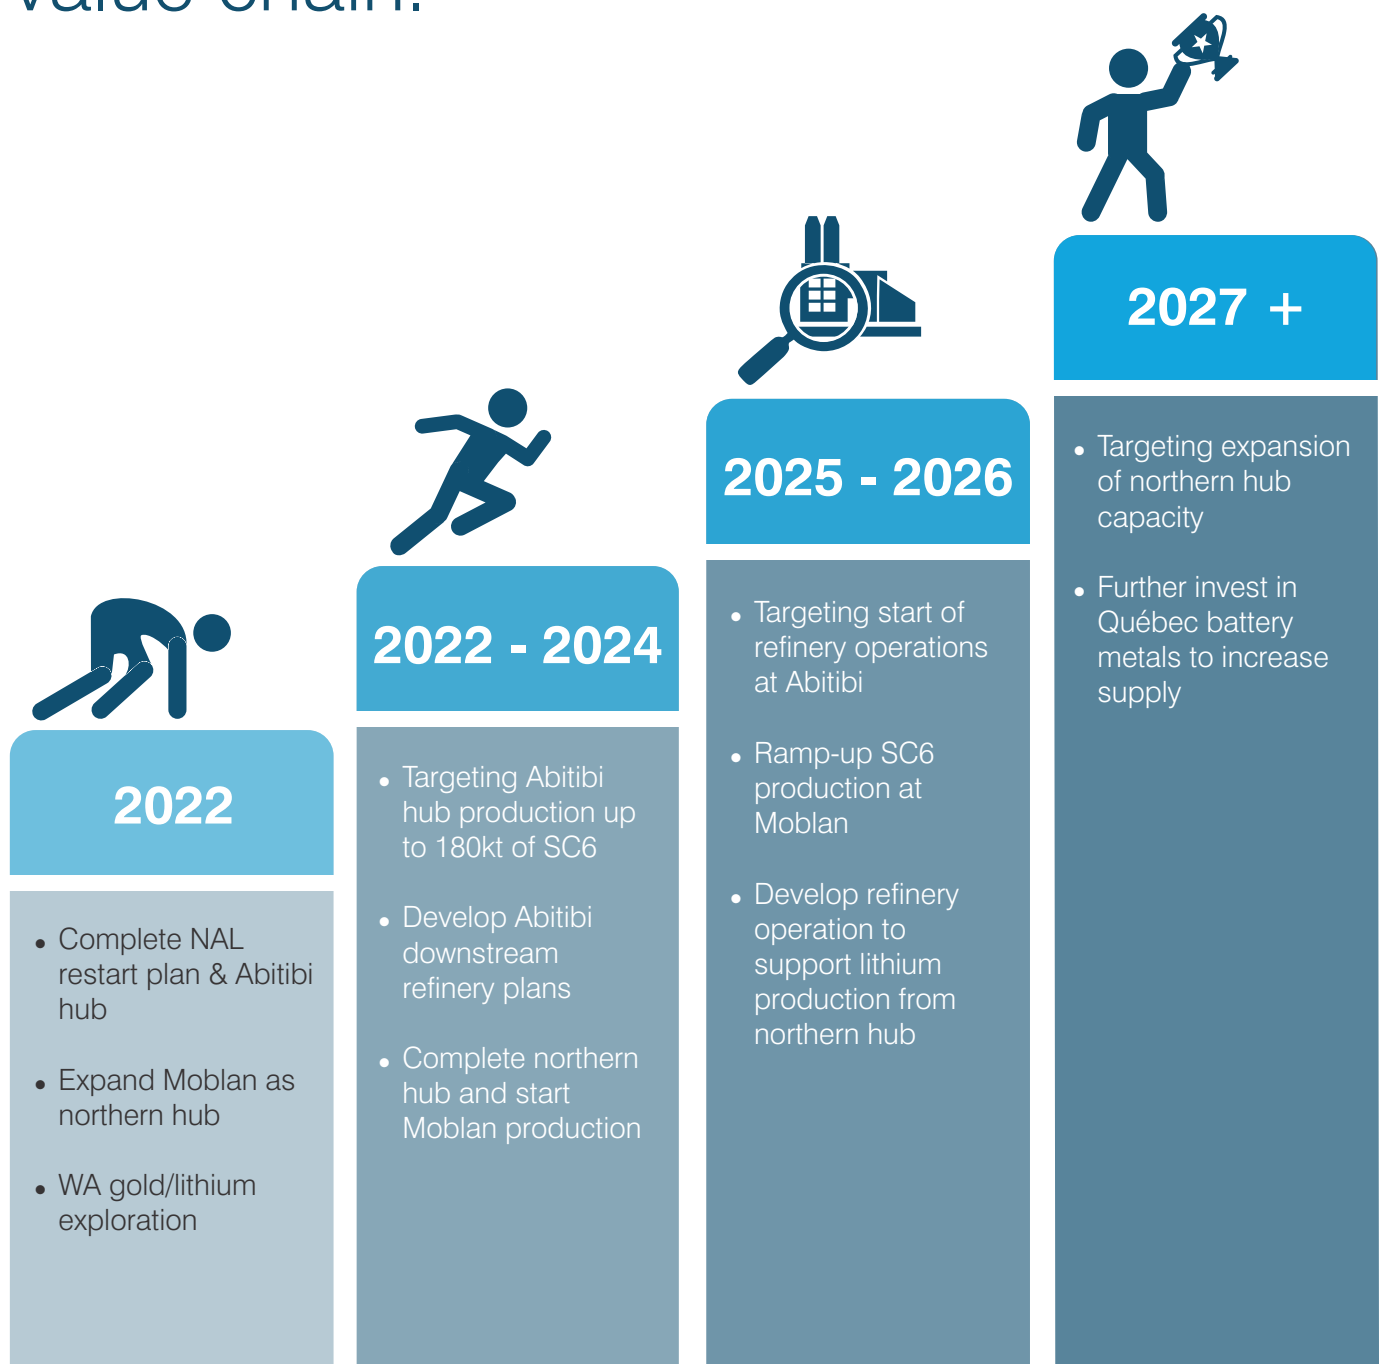 value chain.
2022
• Complete NAL
restart plan & Abitibi
hub
• Expand Moblan as
northern hub
• WA gold/lithium
exploration
2022 - 2024
• Targeting Abitibi
hub production up
to 180kt of SC6
• Develop Abitibi
downstream
refinery plans
• Complete northern
hub and start
Moblan production
2025 - 2026
• Targeting start of
refinery operations
at Abitibi
• Ramp-up SC6
production at
Moblan
• Develop refinery
operation to
support lithium
production from
northern hub
2027 +
• Targeting expansion
of northern hub
capacity
• Further invest in
Québec battery
metals to increase
supply